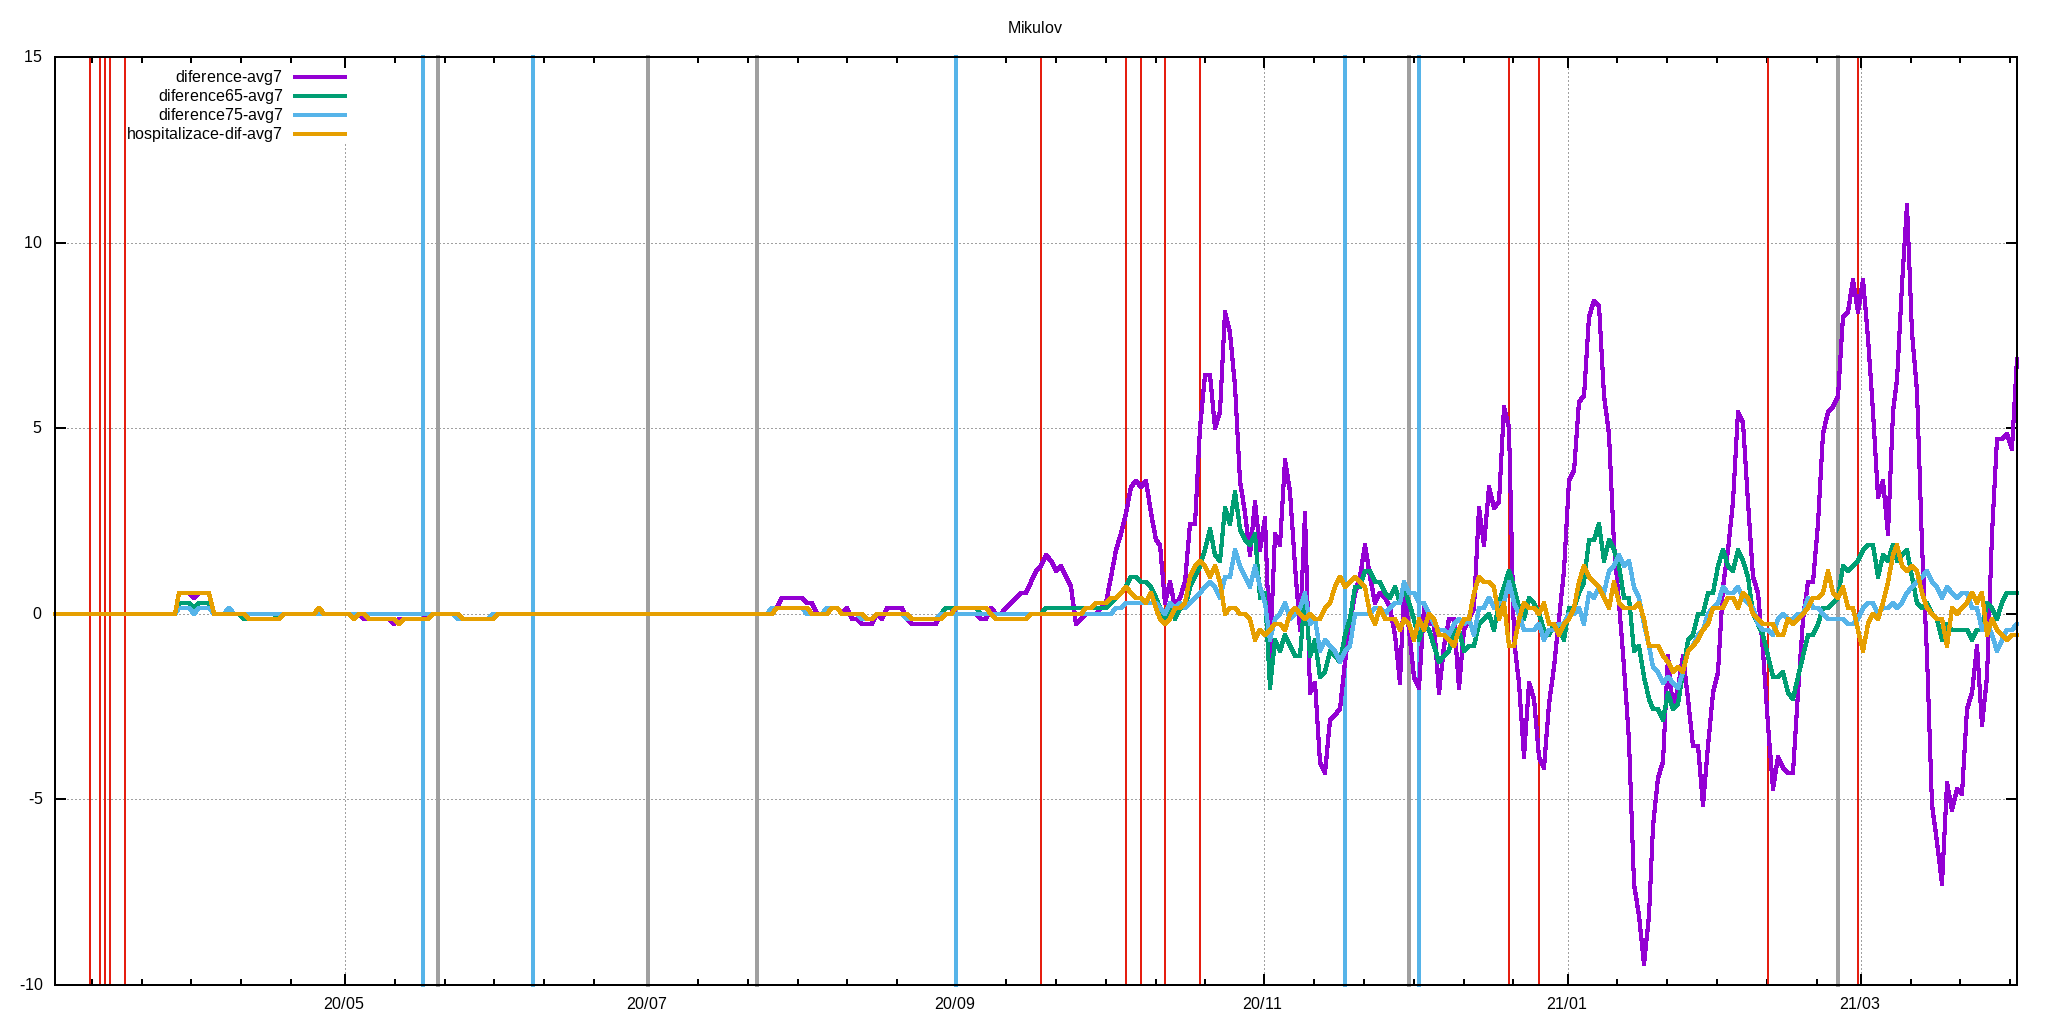 Mikulov
15
diference-avg7
diference65-avg7
diference75-avg7
hospitalizace-dif-avg7
10
5
0
-5
-10
20/05 20/07 20/09 20/11 21/01 21/03